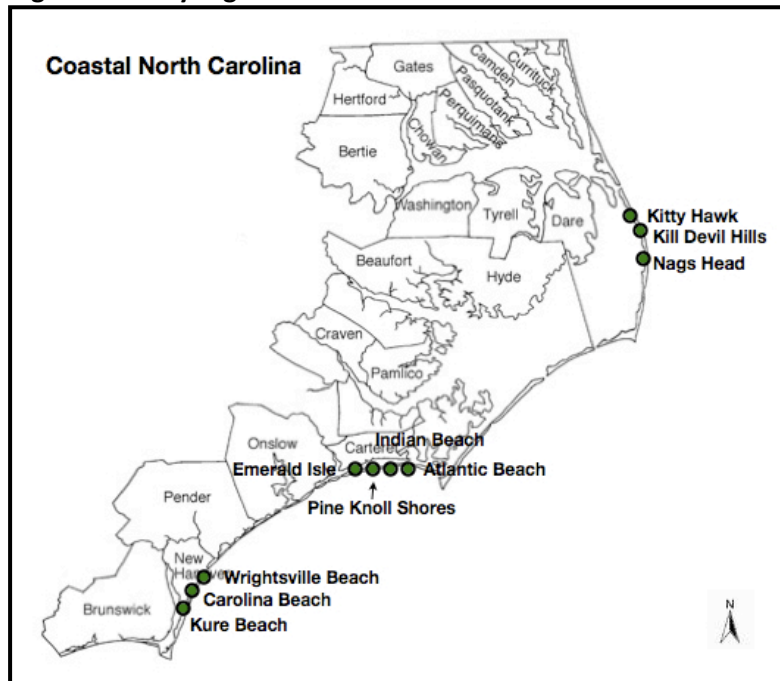 Coastal North Carolina
Gates
Camden
Currituck
Pasquotank
Perquimans
Hertford
Chowan
Bertie
Washington
Tyrell
Dare
Kitty Hawk
Kill Devil Hills
Nags Head
Beaufort
Hyde
Craven
Pamlico
Onslow
Carteret
Indian Beach
Emerald Isle
Atlantic Beach
Pine Knoll Shores
Pender
New
Hanover
Wrightsville Beach
Carolina Beach
Brunswick
Kure Beach
N